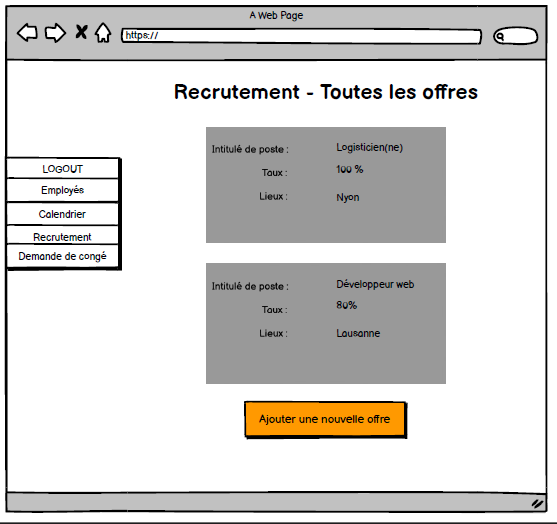 A Web Page
https://
Recrutement - Toutes les offres
LOGOUT
Employés
Calendrier
Recrutement
Demande de congé
Intitulé de poste : Logisticien(ne)
Taux : 100 %
Lieux : Nyon
Intitulé de poste : Développeur web
Taux : 80%
Lieux : Lausanne
Ajouter une nouvelle offre